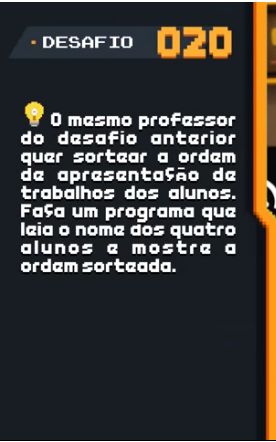 • DESAFIO 020
O mesmo professor
do desafio anterior
quer sortear a ordem
de apresentação de
trabalhos dos alunos.
Faça um programa que
leia o nome dos quatro
alunos e mostre a
ordem sorteada.